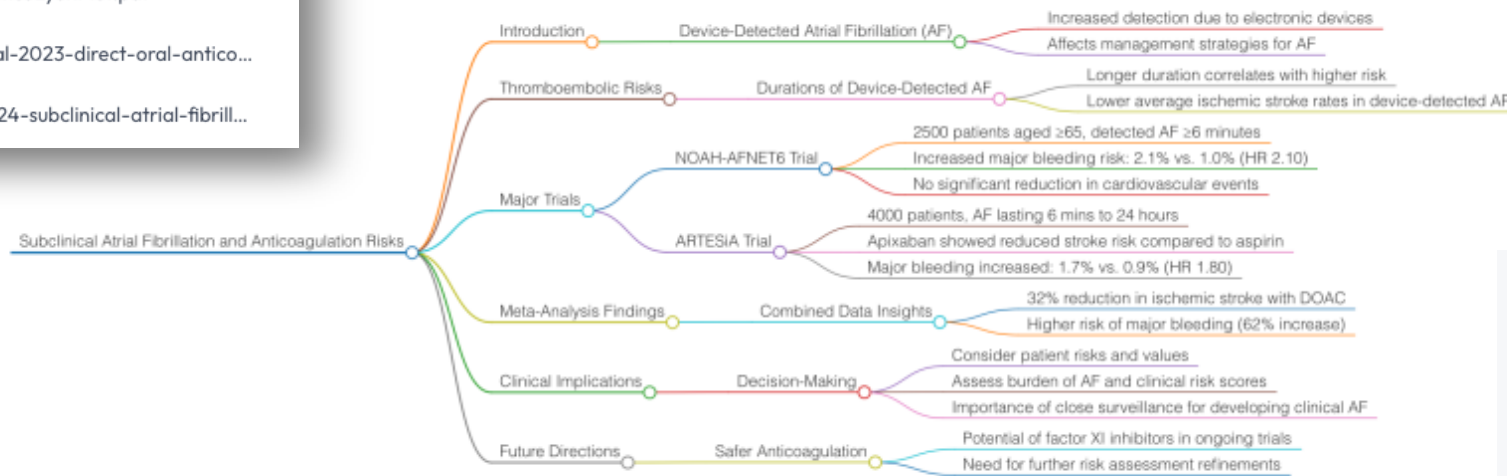 al-2023-direct-oral-antico...
24-subclinical-atrial-fibrill...
Subclinical Atrial Fibrillation and Anticoagulation Risks
Introduction
Device-Detected Atrial Fibrillation (AF)
Increased detection due to electronic devices
Affects management strategies for AF
Thromboembolic Risks
Durations of Device-Detected AF
Longer duration correlates with higher risk
Lower average ischemic stroke rates in device-detected AF
Major Trials
NOAH-AFNET6 Trial
2500 patients aged ≥65, detected AF ≥6 minutes
Increased major bleeding risk: 2.1% vs. 1.0% (HR 2.10)
No significant reduction in cardiovascular events
ARTESiA Trial
4000 patients, AF lasting 6 mins to 24 hours
Apixaban showed reduced stroke risk compared to aspirin
Major bleeding increased: 1.7% vs. 0.9% (HR 1.80)
Meta-Analysis Findings
Combined Data Insights
32% reduction in ischemic stroke with DOAC
Higher risk of major bleeding (62% increase)
Clinical Implications
Decision-Making
Consider patient risks and values
Assess burden of AF and clinical risk scores
Importance of close surveillance for developing clinical AF
Future Directions
Safer Anticoagulation
Potential of factor XI inhibitors in ongoing trials
Need for further risk assessment refinements